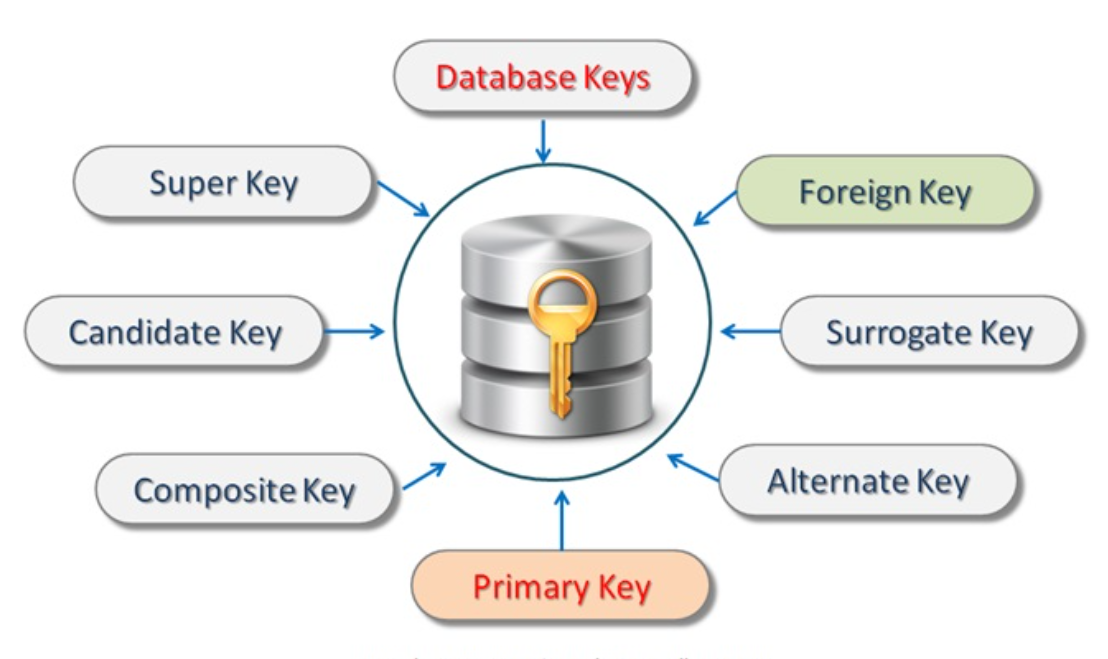 Database Keys
Super Key
Foreign Key
Candidate Key
Surrogate Key
Composite Key
Alternate Key
Primary Key